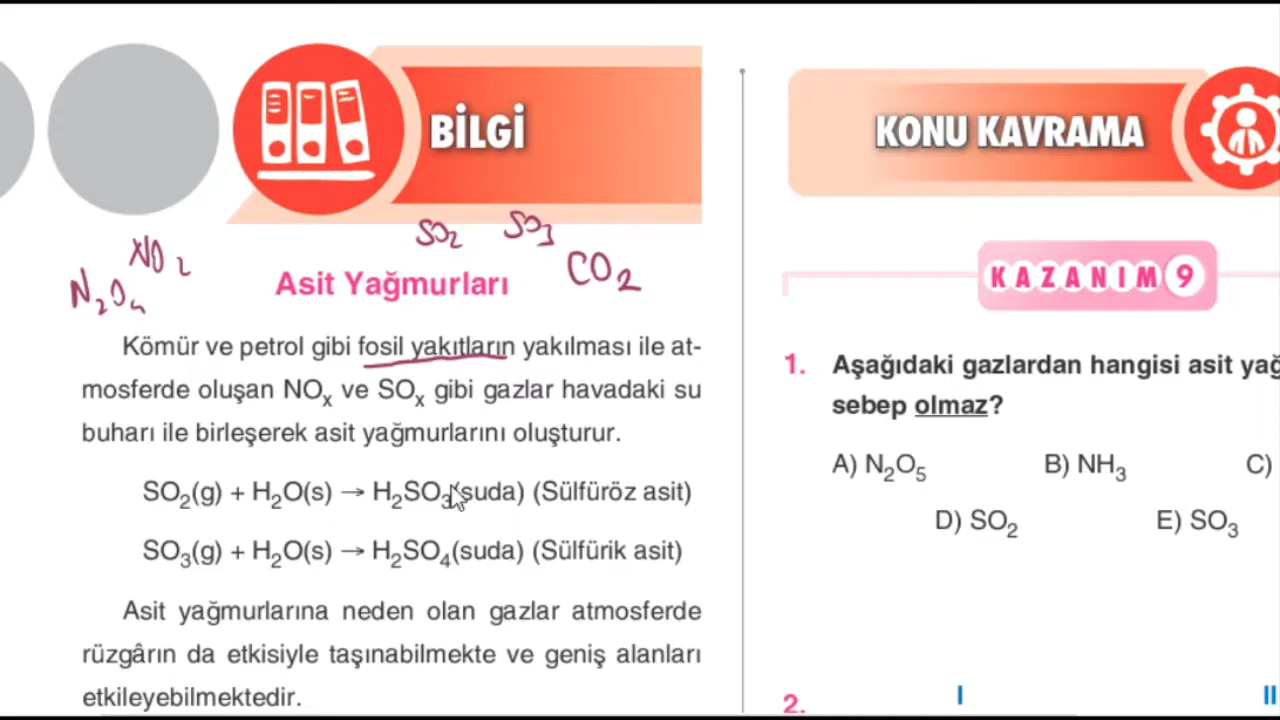 BİLGİ
SO2 SO3
NO2 CO2
N2O4
Asit Yağmurları
Kömür ve petrol gibi fosil yakıtların yakılması ile at-
mosferde oluşan NOx ve SOx gibi gazlar havadaki su
buharı ile birleşerek asit yağmurlarını oluşturur.
SO2(g) + H2O(s) → H2SO3(suda) (Sülfüröz asit)
SO3(g) + H2O(s) → H2SO4(suda) (Sülfürik asit)
Asit yağmurlarına neden olan gazlar atmosferde
rüzgârın da etkisiyle taşınabilmekte ve geniş alanları
etkileyebilmektedir.
KONU KAVRAMA
KAZANIM 9
1. Aşağıdaki gazlardan hangisi asit yağ
sebep olmaz?
A) N2O5 B) NH3 C)
D) SO2 E) SO3
2. I II